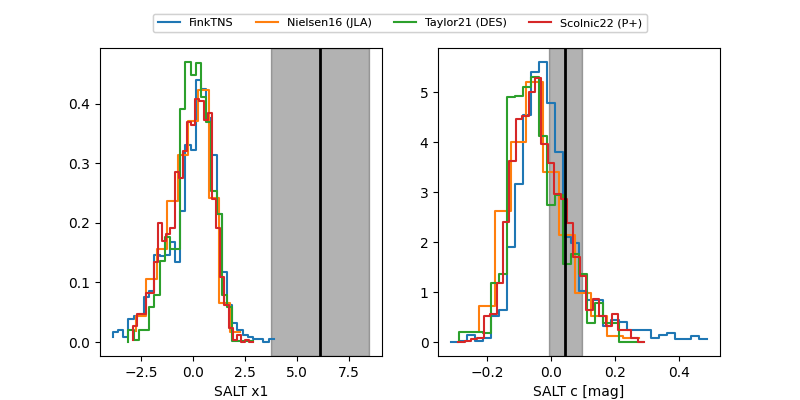 FinkTNS Nielsen16 (JLA) Taylor21 (DES) Scolnic22 (P+)
0.4
0.3
0.2
0.1
0.0
−2.5 0.0 2.5 5.0 7.5
SALT x1
5
4
3
2
1
0
−0.2 0.0 0.2 0.4
SALT c [mag]